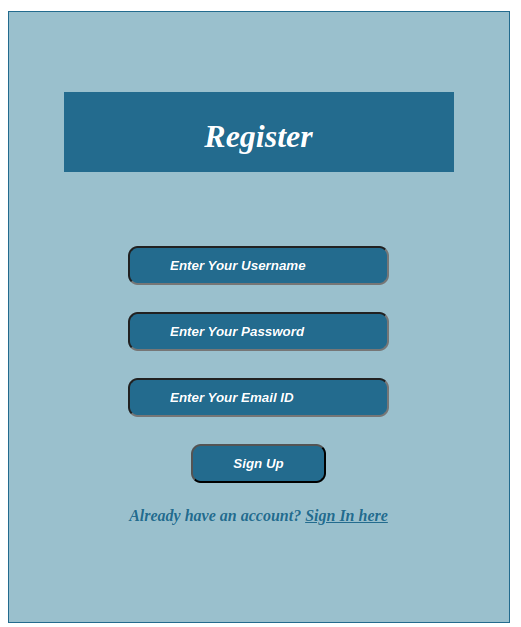 Register
Enter Your Username
Enter Your Password
Enter Your Email ID
Sign Up
Already have an account? Sign In here